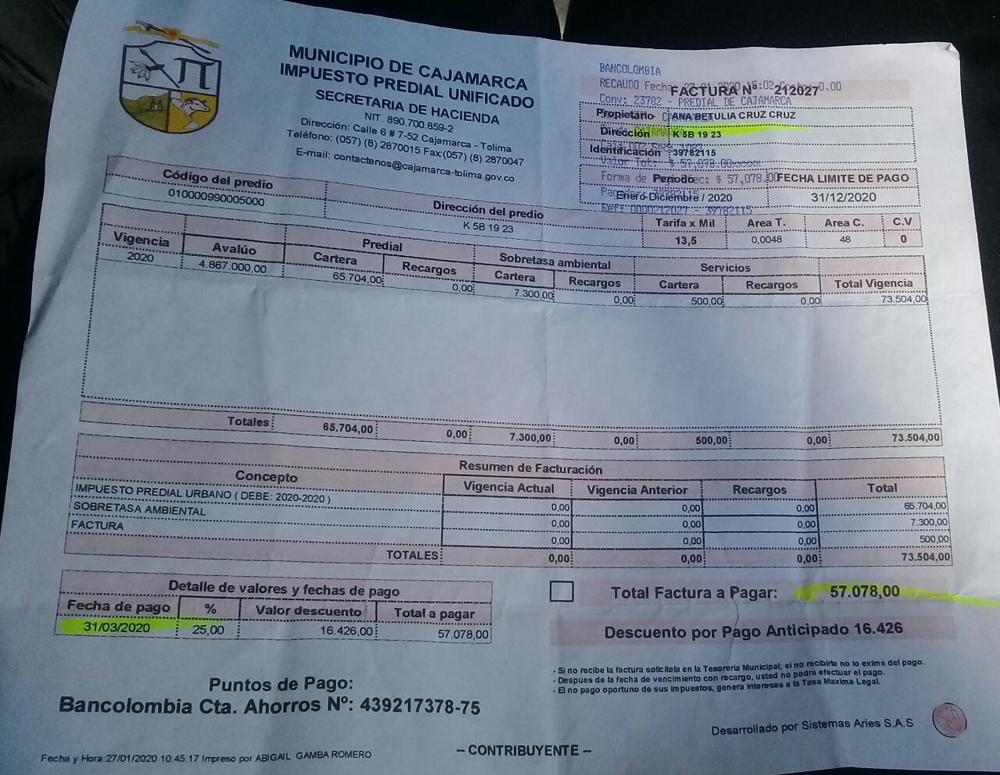 MUNICIPIO DE CAJAMARCA
IMPUESTO PREDIAL UNIFICADO
SECRETARIA DE HACIENDA
NIT. 890.700.859-2
Dirección: Calle 6 # 7-52 Cajamarca - Tolima
Teléfono: (057) (8) 2870015 Fax(057) (8) 2870047
E-mail: contactenos@cajamarca-tolima.gov.co
BANCOLOMBIA
RECAUDO Fecha: 27-01-2020 15:02 Costo: 0.00
FACTURA Nº 212027
Conv: 23782 - PREDIAL DE CAJAMARCA
Propietario ANA BETULIA CRUZ CRUZ
Dirección K 5B 19 23
Identificación 39782115
Valor Tot: $ 57,078.00
Forma de $ 57,078.00
Periodo FECHA LIMITE DE PAGO
Enero-Diciembre / 2020 31/12/2020
Ref: 0000212027 - 39782115
Código del predio Dirección del predio Tarifa x Mil Area T. Area C. C.V
010000990005000 K 5B 19 23 13,5 0,0048 48 0
Vigencia Avalúo Predial Sobretasa ambiental Servicios Total Vigencia
Cartera Recargos Cartera Recargos Cartera Recargos
2020 4.867.000,00 65.704,00 0,00 7.300,00 0,00 500,00 0,00 73.504,00
Totales 65.704,00 0,00 7.300,00 0,00 500,00 0,00 73.504,00
Resumen de Facturación
Concepto Vigencia Actual Vigencia Anterior Recargos Total
IMPUESTO PREDIAL URBANO ( DEBE: 2020-2020 ) 0,00 0,00 0,00 65.704,00
SOBRETASA AMBIENTAL 0,00 0,00 0,00 7.300,00
FACTURA 0,00 0,00 0,00 500,00
TOTALES 0,00 0,00 0,00 73.504,00
Detalle de valores y fechas de pago
Fecha de pago % Valor descuento Total a pagar
31/03/2020 25,00 16.426,00 57.078,00
Total Factura a Pagar: 57.078,00
Descuento por Pago Anticipado 16.426
- Si no recibe la factura solicitela en la Tesoreria Municipal; el no recibirla no lo exime del pago.
- Despues de la fecha de vencimiento con recargo, usted no podra efectuar el pago.
- El no pago oportuno de sus impuestos, genera intereses a la Tasa Maxima Legal.
Puntos de Pago:
Bancolombia Cta. Ahorros Nº: 439217378-75
Desarrollado por Sistemas Aries S.A.S
-- CONTRIBUYENTE --
Fecha y Hora:27/01/2020 10:45:17 Impreso por ABIGAIL GAMBA ROMERO